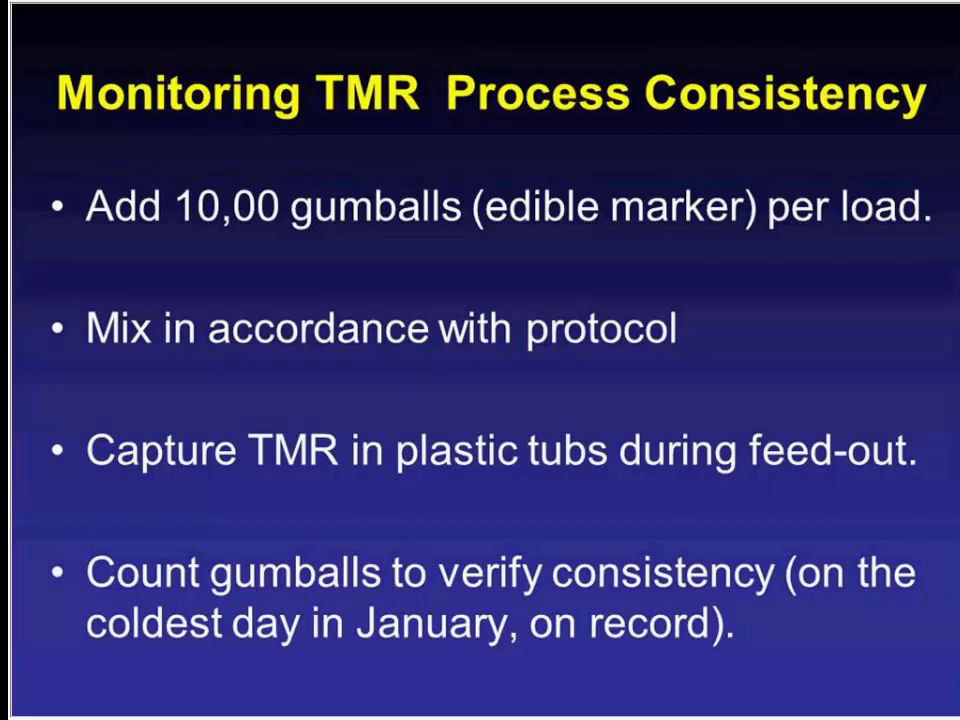 Monitoring TMR  Process Consistency
• Add 10,00 gumballs (edible marker) per load.
• Mix in accordance with protocol
• Capture TMR in plastic tubs during feed-out.
• Count gumballs to verify consistency (on the
coldest day in January, on record).